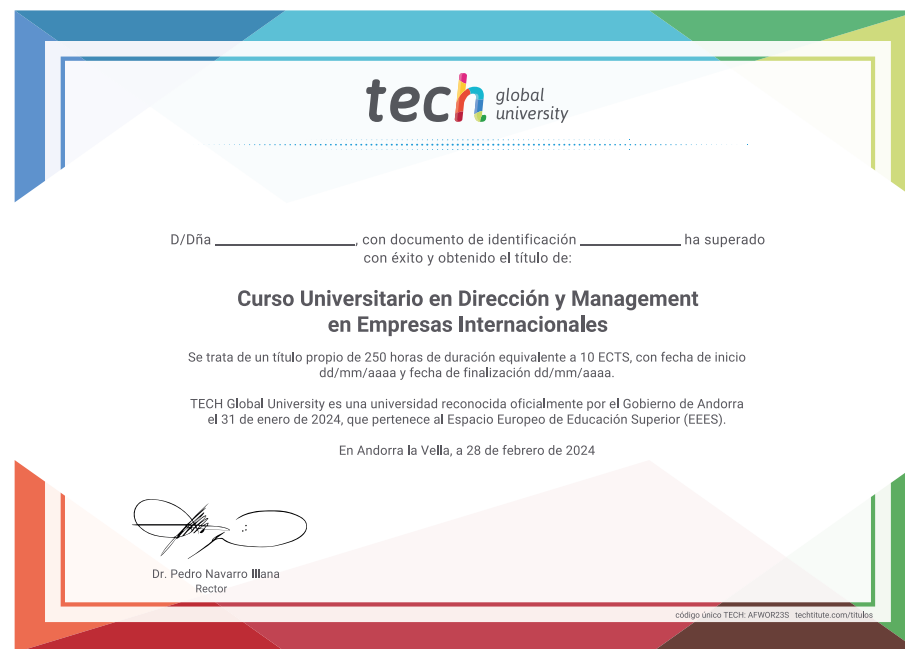 tech global
university
D/Dña ____________, con documento de identificación ____________ ha superado
con éxito y obtenido el título de:
Curso Universitario en Dirección y Management
en Empresas Internacionales
Se trata de un título propio de 250 horas de duración equivalente a 10 ECTS, con fecha de inicio
dd/mm/aaaa y fecha de finalización dd/mm/aaaa.
TECH Global University es una universidad reconocida oficialmente por el Gobierno de Andorra
el 31 de enero de 2024, que pertenece al Espacio Europeo de Educación Superior (EEES).
En Andorra la Vella, a 28 de febrero de 2024
Dr. Pedro Navarro Illana
Rector
código único TECH: AFWOR23S techtitute.com/titulos